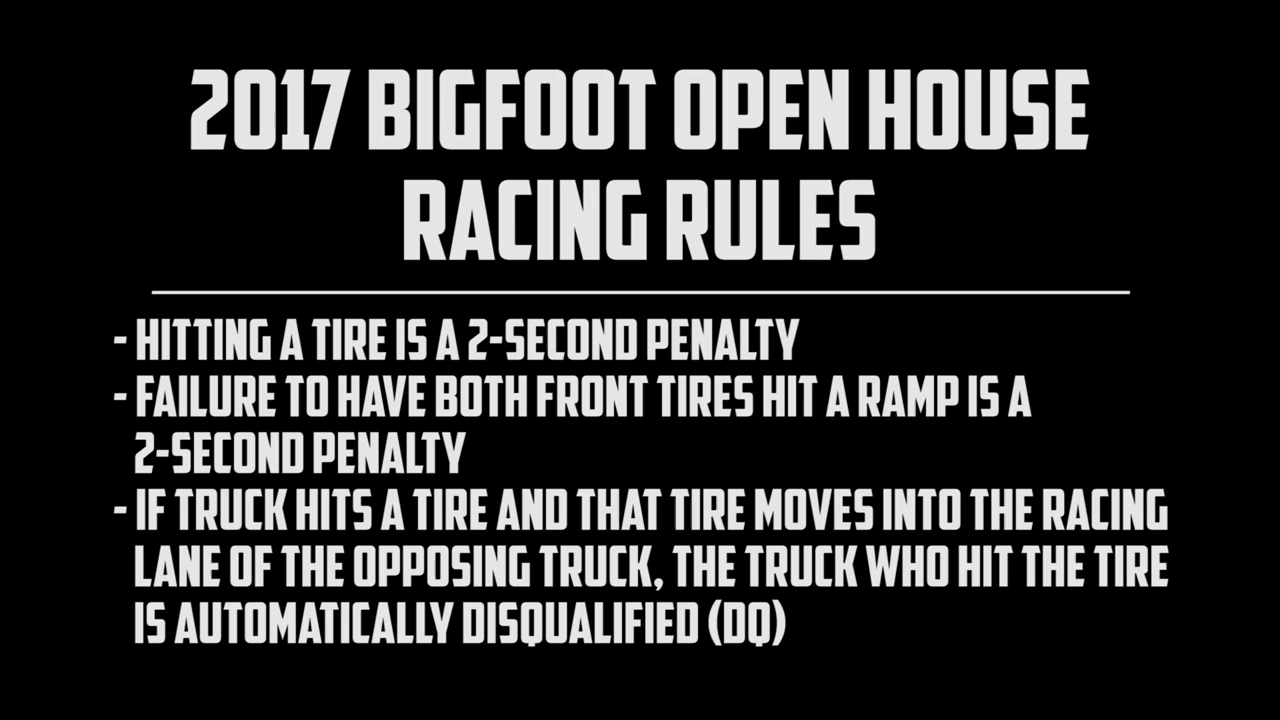 2017 BIGFOOT OPEN HOUSE
RACING RULES
- HITTING A TIRE IS A 2-SECOND PENALTY
- FAILURE TO HAVE BOTH FRONT TIRES HIT A RAMP IS A
2-SECOND PENALTY
- IF TRUCK HITS A TIRE AND THAT TIRE MOVES INTO THE RACING
LANE OF THE OPPOSING TRUCK, THE TRUCK WHO HIT THE TIRE
IS AUTOMATICALLY DISQUALIFIED (DQ)